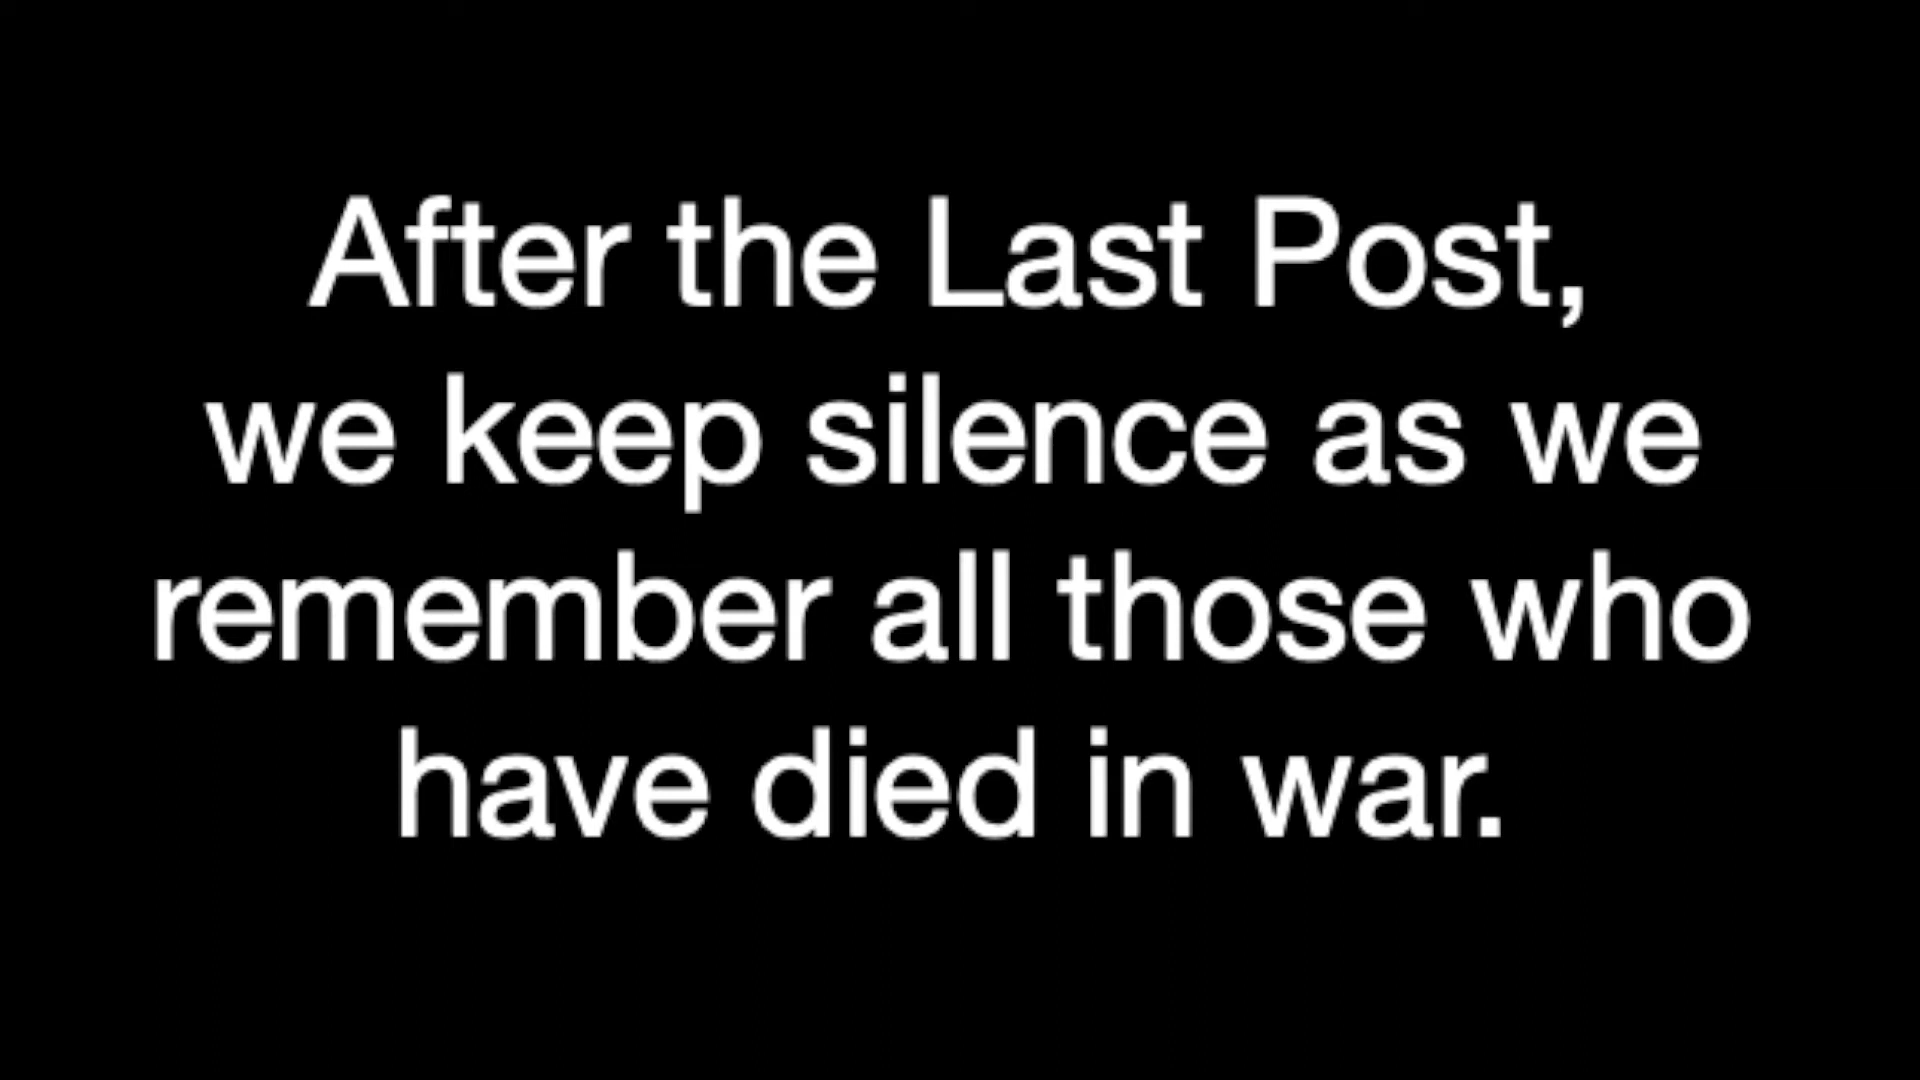 After the Last Post,
we keep silence as we
remember all those who
have died in war.